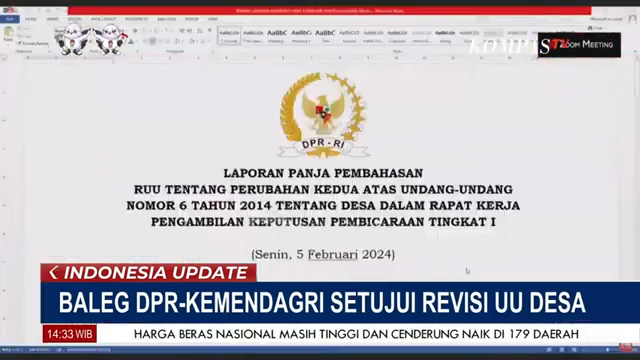 KOMPAS TV
ZOOM MEETING
DPR - RI
LAPORAN PANJA PEMBAHASAN
RUU TENTANG PERUBAHAN KEDUA ATAS UNDANG-UNDANG
NOMOR 6 TAHUN 2014 TENTANG DESA DALAM RAPAT KERJA
PENGAMBILAN KEPUTUSAN PEMBICARAAN TINGKAT I
(Senin, 5 Februari 2024)
INDONESIA UPDATE
BALEG DPR-KEMENDAGRI SETUJUI REVISI UU DESA
14:33 WIB
HARGA BERAS NASIONAL MASIH TINGGI DAN CENDERUNG NAIK DI 179 DAERAH